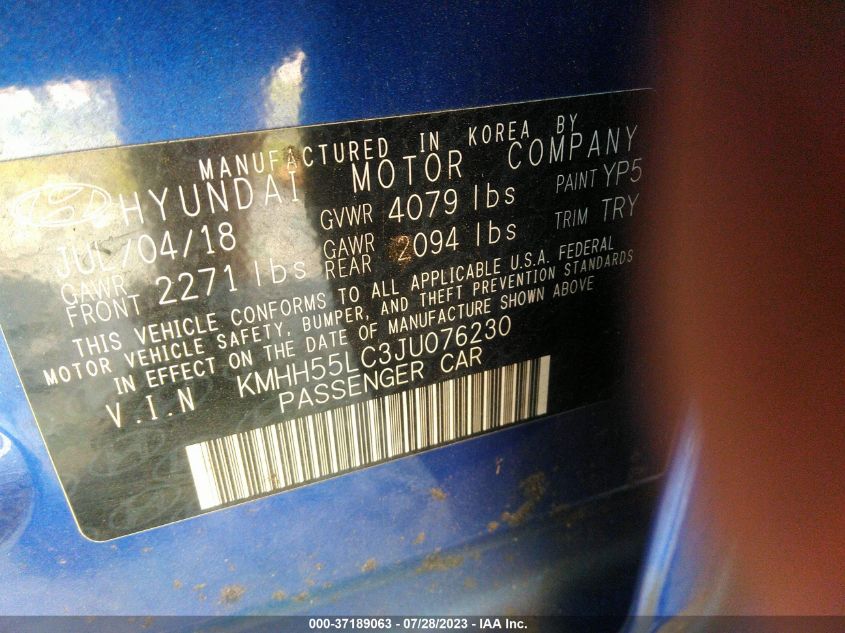 MANUFACTURED IN KOREA BY
HYUNDAI MOTOR COMPANY
JUL/04/18 GVWR 4079 lbs PAINT YP5
GAWR FRONT 2271 lbs GAWR REAR 2094 lbs TRIM TRY
THIS VEHICLE CONFORMS TO ALL APPLICABLE U.S.A. FEDERAL
MOTOR VEHICLE SAFETY, BUMPER, AND THEFT PREVENTION STANDARDS
IN EFFECT ON THE DATE OF MANUFACTURE SHOWN ABOVE
V.I.N KMHH55LC3JU076230
PASSENGER CAR
000-37189063 / 07/28/2023 - IAA Inc.